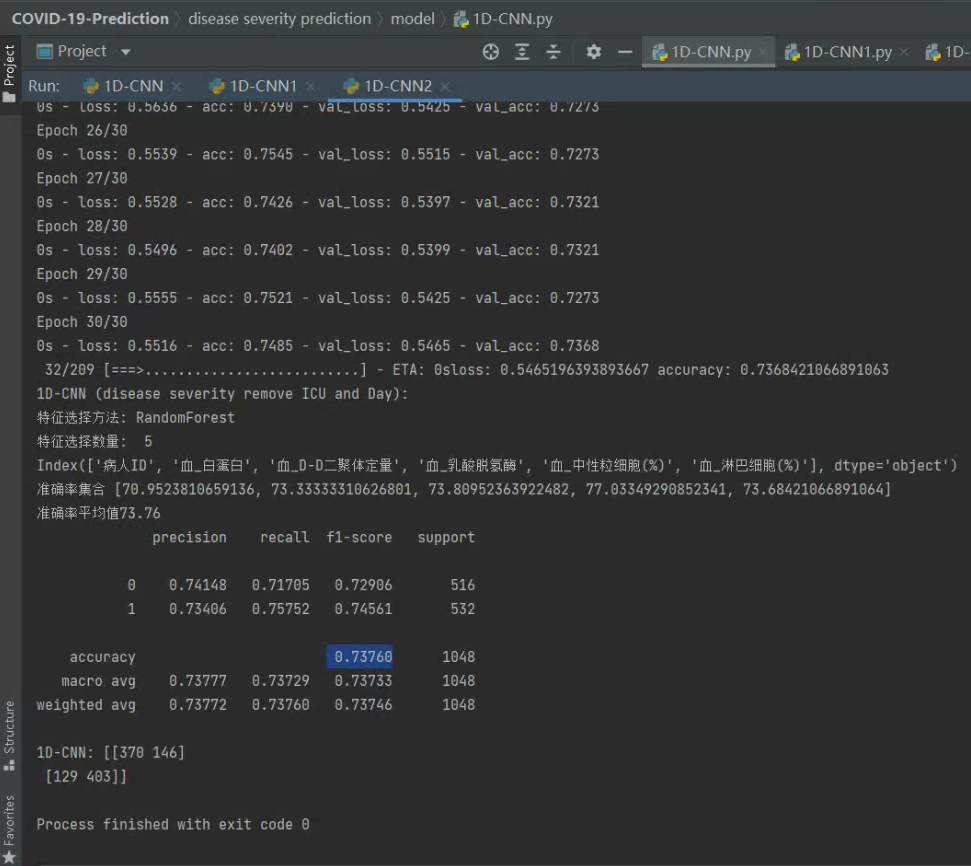 COVID-19-Prediction 〉 disease severity prediction 〉 model 〉 1D-CNN.py
Project
Project
1D-CNN.py ×
1D-CNN1.py ×
1D-
Run:
1D-CNN ×
1D-CNN1 ×
1D-CNN2 ×
0s - loss: 0.5636 - acc: 0.7390 - val_loss: 0.5425 - val_acc: 0.7273
Epoch 26/30
0s - loss: 0.5539 - acc: 0.7545 - val_loss: 0.5515 - val_acc: 0.7273
Epoch 27/30
0s - loss: 0.5528 - acc: 0.7426 - val_loss: 0.5397 - val_acc: 0.7321
Epoch 28/30
0s - loss: 0.5496 - acc: 0.7402 - val_loss: 0.5399 - val_acc: 0.7321
Epoch 29/30
0s - loss: 0.5555 - acc: 0.7521 - val_loss: 0.5425 - val_acc: 0.7273
Epoch 30/30
0s - loss: 0.5516 - acc: 0.7485 - val_loss: 0.5465 - val_acc: 0.7368
32/209 [===>..........................] - ETA: 0sloss: 0.5465196393893667 accuracy: 0.7368421066891063
1D-CNN (disease severity remove ICU and Day):
特征选择方法: RandomForest
特征选择数量: 5
Index(['病人ID', '血_白蛋白', '血_D-D二聚体定量', '血_乳酸脱氢酶', '血_中性粒细胞(%)', '血_淋巴细胞(%)'], dtype='object')
准确率集合 [70.9523810659136, 73.33333310626801, 73.80952363922482, 77.03349290852341, 73.68421066891064]
准确率平均值73.76
precision recall f1-score support
0 0.74148 0.71705 0.72906 516
1 0.73406 0.75752 0.74561 532
accuracy 0.73760 1048
macro avg 0.73777 0.73729 0.73733 1048
weighted avg 0.73772 0.73760 0.73746 1048
1D-CNN: [[370 146]
[129 403]]
Process finished with exit code 0
Structure
Favorites